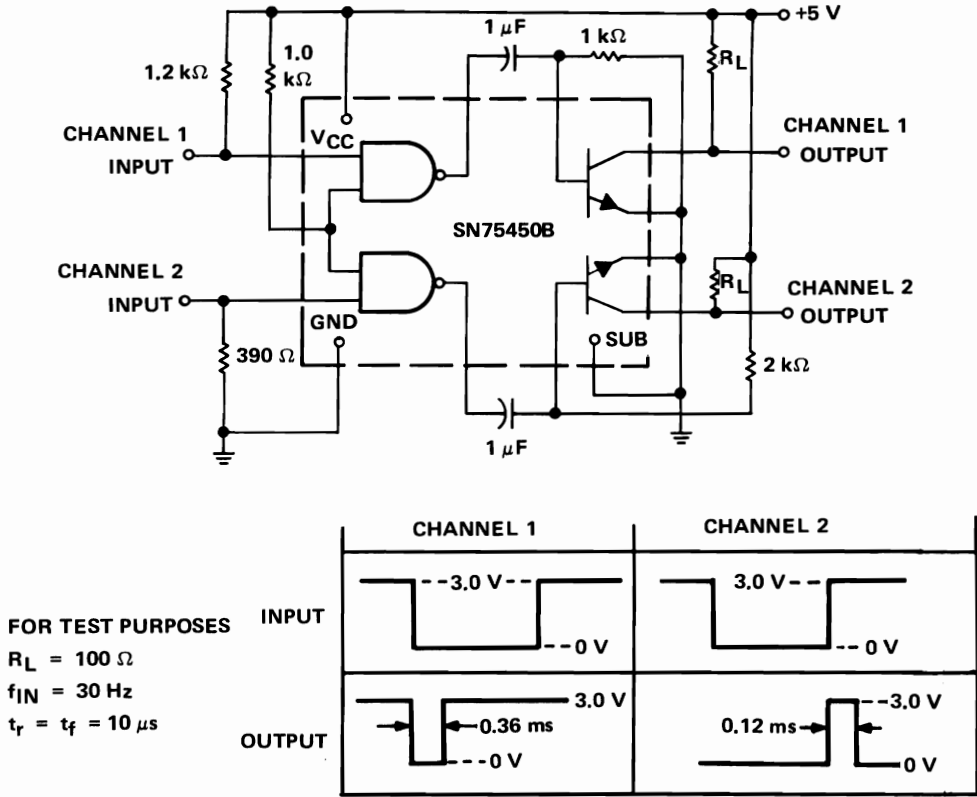 +5 V
1 μF
1 kΩ
RL
1.2 kΩ
1.0
kΩ
CHANNEL 1
INPUT
VCC
CHANNEL 1
OUTPUT
SN75450B
CHANNEL 2
INPUT
GND
RL
CHANNEL 2
OUTPUT
SUB
390 Ω
2 kΩ
1 μF
CHANNEL 1
CHANNEL 2
INPUT
3.0 V
0 V
3.0 V
0 V
FOR TEST PURPOSES
RL = 100 Ω
fIN = 30 Hz
tr = tf = 10 μs
OUTPUT
3.0 V
0.36 ms
0 V
3.0 V
0.12 ms
0 V